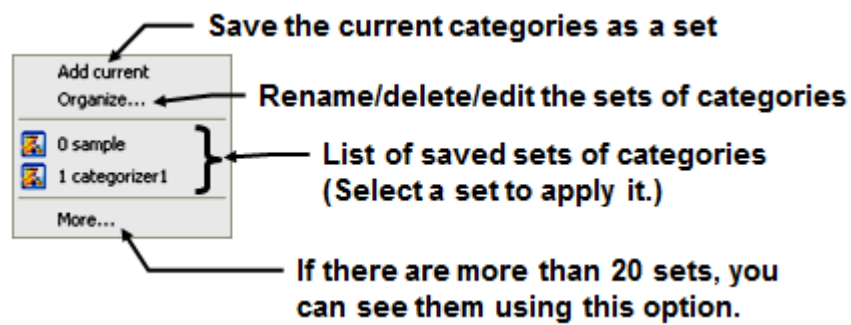 Save the current categories as a set
Add current
Organize...
Rename/delete/edit the sets of categories
0 sample
1 categorizer1
List of saved sets of categories
(Select a set to apply it.)
More...
If there are more than 20 sets, you
can see them using this option.